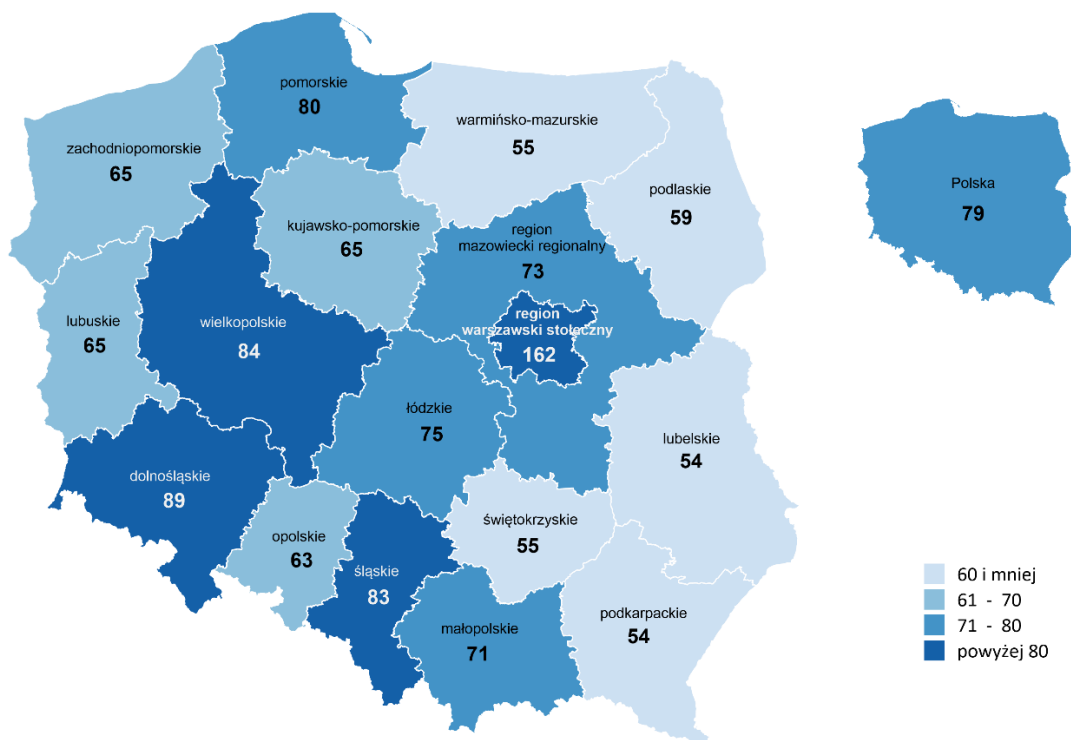 pomorskie
80
warmińsko-mazurskie
55
zachodniopomorskie
65
podlaskie
59
Polska
79
kujawsko-pomorskie
65
region
mazowiecki regionalny
73
lubuskie
65
wielkopolskie
84
region
warszawski stołeczny
162
łódzkie
75
lubelskie
54
dolnośląskie
89
opolskie
63
śląskie
83
świętokrzyskie
55
małopolskie
71
podkarpackie
54
60 i mniej
61 - 70
71 - 80
powyżej 80